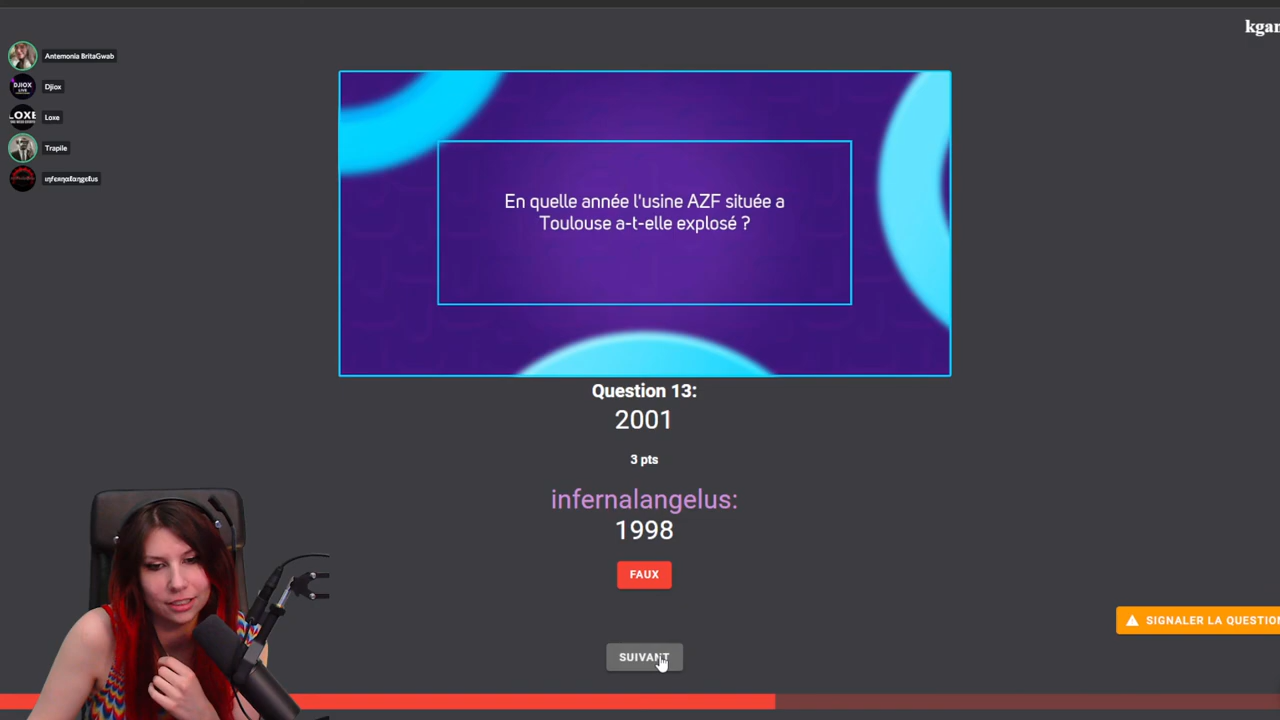 kgar
Antemonia BritaGwab
Djiox
Loxe
Trapile
infernalangelus
En quelle année l'usine AZF située a
Toulouse a-t-elle explosé ?
Question 13:
2001
3 pts
infernalangelus:
1998
FAUX
SIGNALER LA QUESTION
SUIVANT